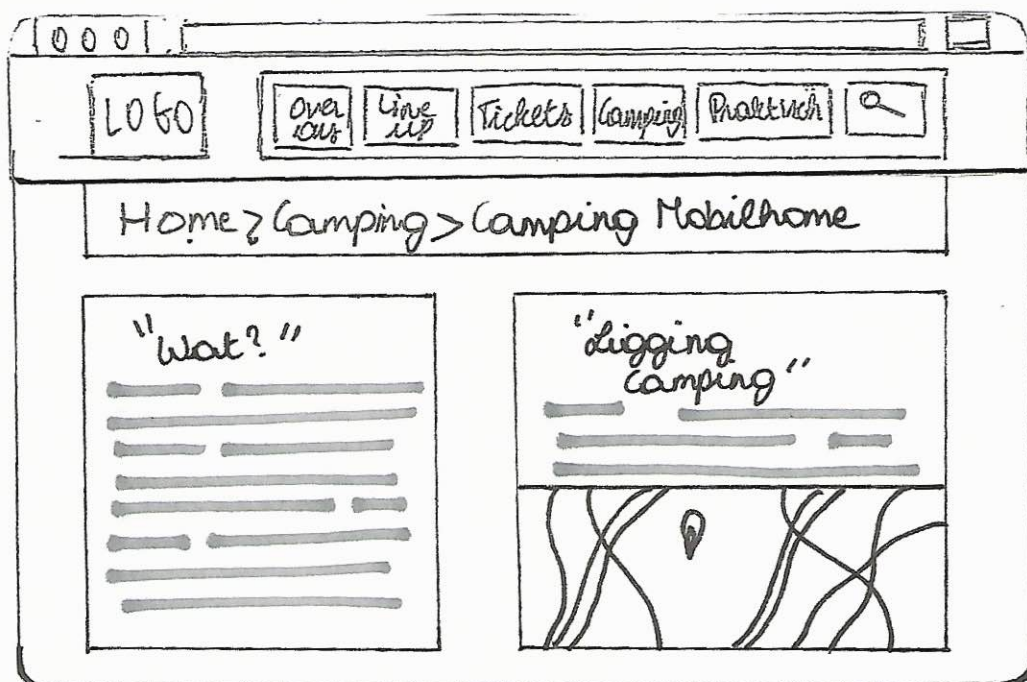 LOGO
Over ons
Line up
Tickets
Camping
Praktisch
Home > Camping > Camping Mobilhome
"Wat?"
"Ligging
camping"